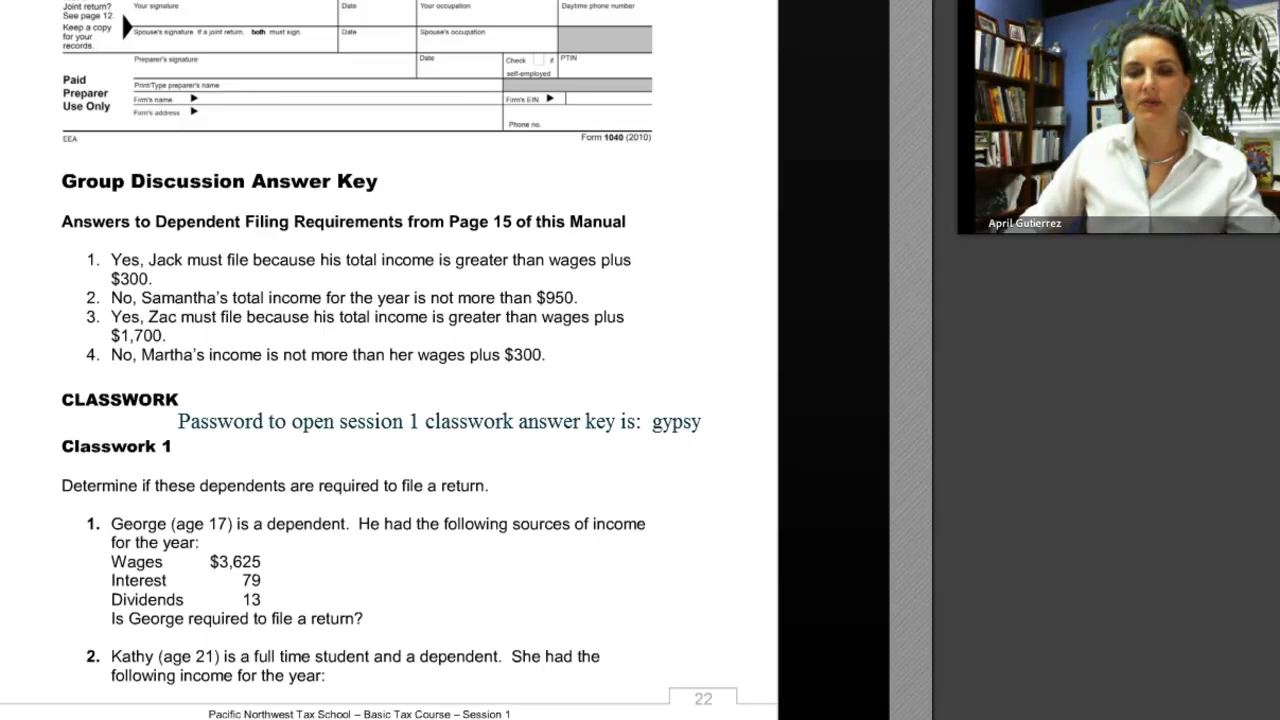 Joint return?
See page 12.
Keep a copy
for your
records.
Your signature
Date
Your occupation
Daytime phone number
Spouse's signature. If a joint return, both must sign.
Date
Spouse's occupation
Paid
Preparer
Use Only
Preparer's signature
Date
Check if
self-employed
PTIN
Print/Type preparer's name
Firm's name
Firm's EIN
Firm's address
Phone no.
EEA
Form 1040 (2010)
Group Discussion Answer Key
Answers to Dependent Filing Requirements from Page 15 of this Manual
1. Yes, Jack must file because his total income is greater than wages plus
$300.
2. No, Samantha's total income for the year is not more than $950.
3. Yes, Zac must file because his total income is greater than wages plus
$1,700.
4. No, Martha's income is not more than her wages plus $300.
CLASSWORK
Password to open session 1 classwork answer key is: gypsy
Classwork 1
Determine if these dependents are required to file a return.
1. George (age 17) is a dependent. He had the following sources of income
for the year:
Wages $3,625
Interest 79
Dividends 13
Is George required to file a return?
2. Kathy (age 21) is a full time student and a dependent. She had the
following income for the year:
22
Pacific Northwest Tax School – Basic Tax Course – Session 1
April Gutierrez